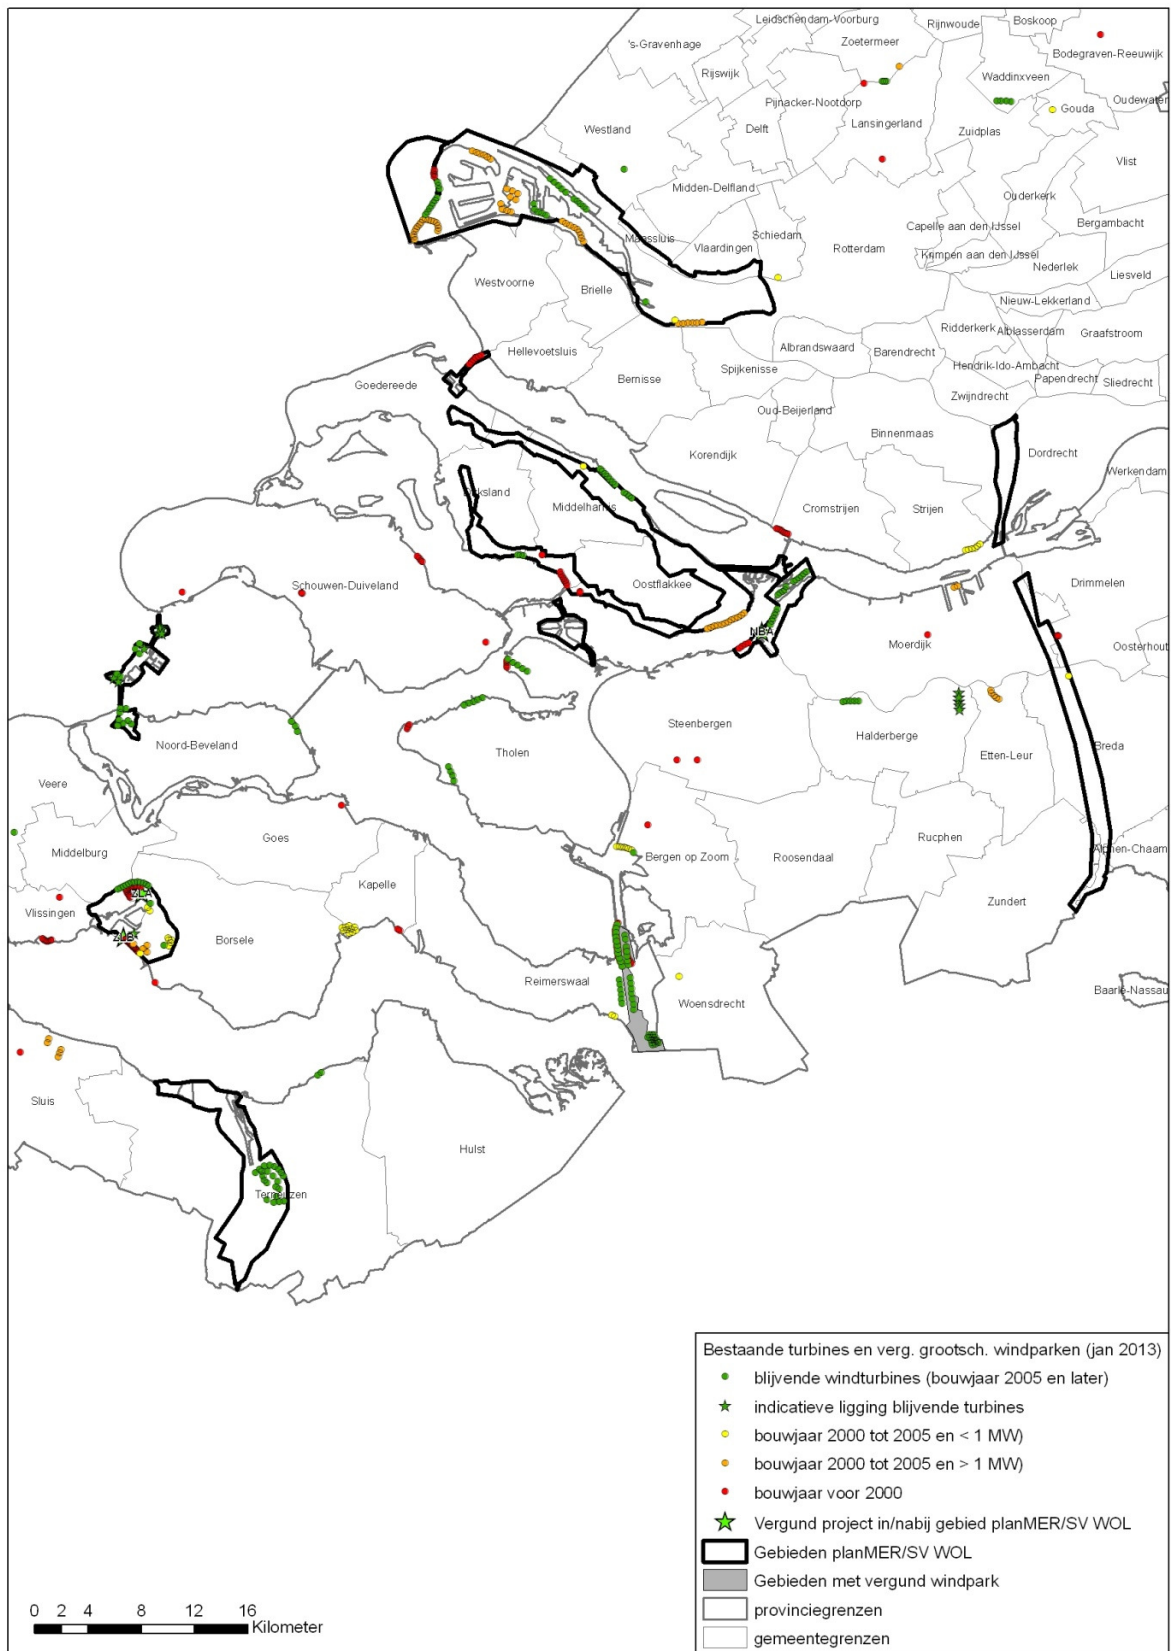 Leidschendam-Voorburg
Rijnwoude
Boskoop
's-Gravenhage
Zoetermeer
Bodegraven-Reeuwijk
Rijswijk
Waddinxveen
Pijnacker-Nootdorp
Oudewater
Gouda
Westland
Delft
Lansingerland
Zuidplas
Vlist
Midden-Delfland
Ouderkerk
Maassluis
Vlaardingen
Schiedam
Rotterdam
Capelle aan den IJssel
Bergambacht
Krimpen aan den IJssel
Nederlek
Liesveld
Westvoorne
Brielle
Nieuw-Lekkerland
Ridderkerk
Alblasserdam
Graafstroom
Hellevoetsluis
Albrandswaard
Barendrecht
Hendrik-Ido-Ambacht
Goedereede
Bernisse
Spijkenisse
Papendrecht
Sliedrecht
Zwijndrecht
Oud-Beijerland
Binnenmaas
Dordrecht
Korendijk
Werkendam
Dirksland
Middelharnis
Cromstrijen
Strijen
Schouwen-Duiveland
Oostflakkee
Drimmelen
NBA
Moerdijk
Oosterhout
Steenbergen
Halderberge
Noord-Beveland
Tholen
Etten-Leur
Breda
Veere
Goes
Rucphen
Middelburg
Bergen op Zoom
Roosendaal
Alphen-Chaam
Kapelle
ZLA
Vlissingen
Zundert
ZLB
Borsele
Reimerswaal
Woensdrecht
Baarle-Nassau
Sluis
Hulst
Terneuzen
Bestaande turbines en verg. grootsch. windparken (jan 2013)
blijvende windturbines (bouwjaar 2005 en later)
indicatieve ligging blijvende turbines
bouwjaar 2000 tot 2005 en < 1 MW)
bouwjaar 2000 tot 2005 en > 1 MW)
bouwjaar voor 2000
Vergund project in/nabij gebied planMER/SV WOL
Gebieden planMER/SV WOL
Gebieden met vergund windpark
provinciegrenzen
gemeentegrenzen
0 2 4 8 12 16
Kilometer